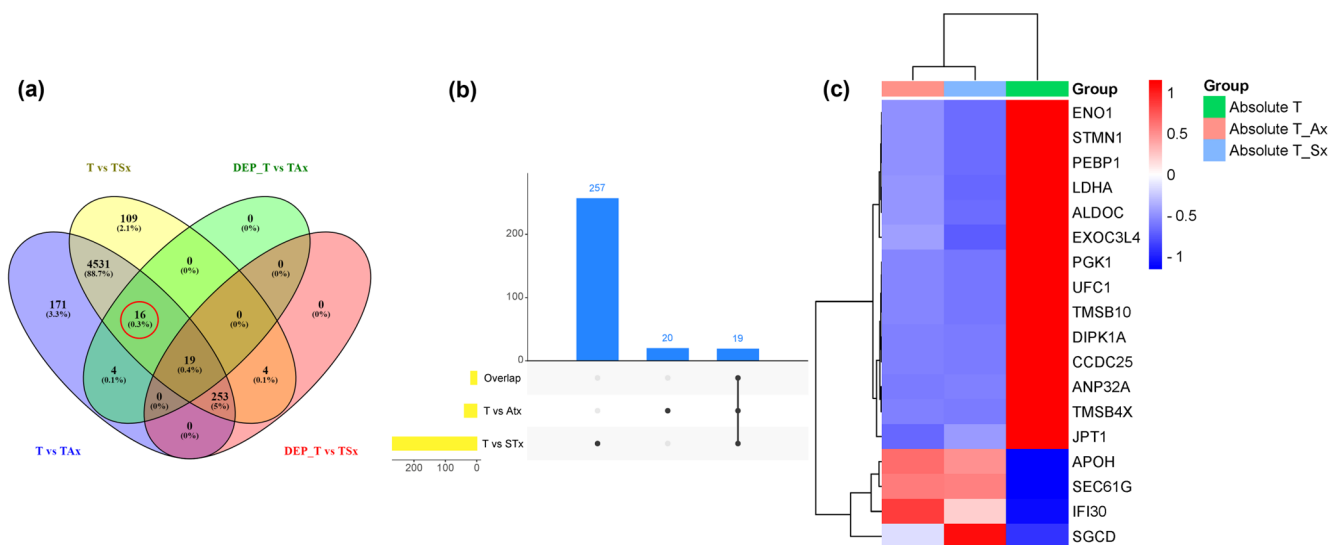 (a)
T vs TSx
DEP_T vs TAx
109
(2.1%)
0
(0%)
4531
(88.7%)
0
(0%)
0
(0%)
171
(3.3%)
16
(0.3%)
0
(0%)
0
(0%)
19
(0.4%)
4
(0.1%)
4
(0.1%)
0
(0%)
253
(5%)
0
(0%)
T vs TAx
DEP_T vs TSx
(b)
257
20
19
200
100
0
Overlap
T vs Atx
T vs STx
200
100
0
(c)
Group
ENO1
STMN1
PEBP1
LDHA
ALDOC
EXOC3L4
PGK1
UFC1
TMSB10
DIPK1A
CCDC25
ANP32A
TMSB4X
JPT1
APOH
SEC61G
IFI30
SGCD
1
0.5
0
- 0.5
- 1
Group
Absolute T
Absolute T_Ax
Absolute T_Sx